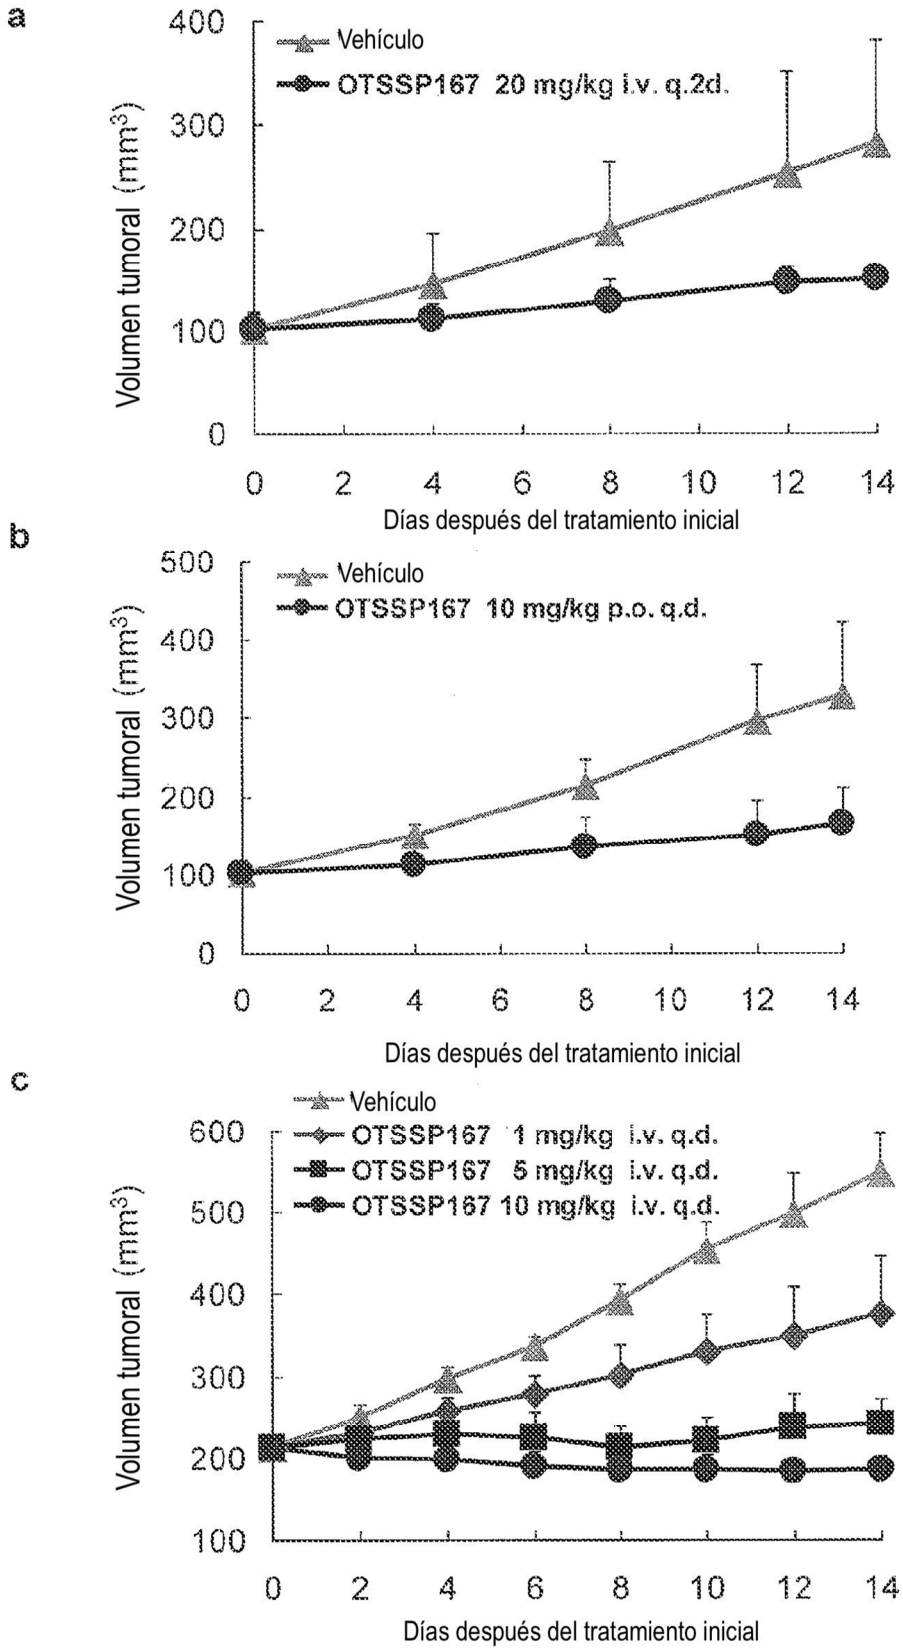 a
400
300
200
100
0
Volumen tumoral (mm³)
Vehículo
OTSSP167 20 mg/kg i.v. q.2d.
0 2 4 6 8 10 12 14
Días después del tratamiento inicial
b
500
400
300
200
100
0
Volumen tumoral (mm³)
Vehículo
OTSSP167 10 mg/kg p.o. q.d.
0 2 4 6 8 10 12 14
Días después del tratamiento inicial
c
600
500
400
300
200
100
Volumen tumoral (mm³)
Vehículo
OTSSP167 1 mg/kg i.v. q.d.
OTSSP167 5 mg/kg i.v. q.d.
OTSSP167 10 mg/kg i.v. q.d.
0 2 4 6 8 10 12 14
Días después del tratamiento inicial